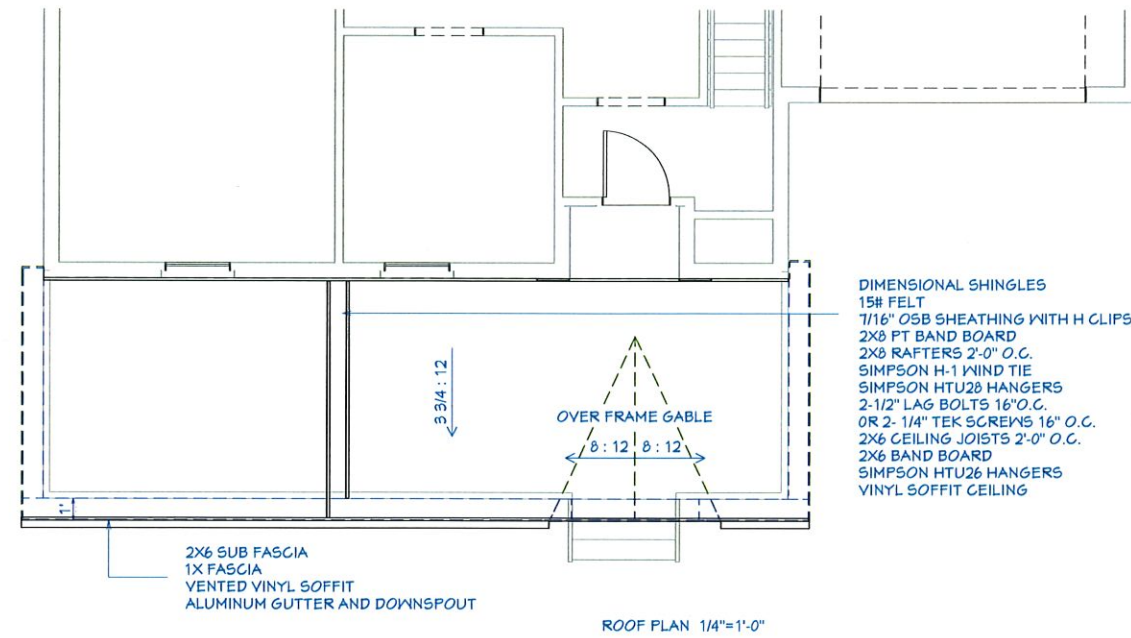 DIMENSIONAL SHINGLES
15# FELT
7/16" OSB SHEATHING WITH H CLIPS
2X8 PT BAND BOARD
2X8 RAFTERS 2'-0" O.C.
SIMPSON H-1 WIND TIE
SIMPSON HTU28 HANGERS
2-1/2" LAG BOLTS 16"O.C.
OR 2- 1/4" TEK SCREWS 16" O.C.
2X6 CEILING JOISTS 2'-0" O.C.
2X6 BAND BOARD
SIMPSON HTU26 HANGERS
VINYL SOFFIT CEILING
3 3/4 : 12
OVER FRAME GABLE
8 : 12 8 : 12
1'
2X6 SUB FASCIA
1X FASCIA
VENTED VINYL SOFFIT
ALUMINUM GUTTER AND DOWNSPOUT
ROOF PLAN 1/4"=1'-0"